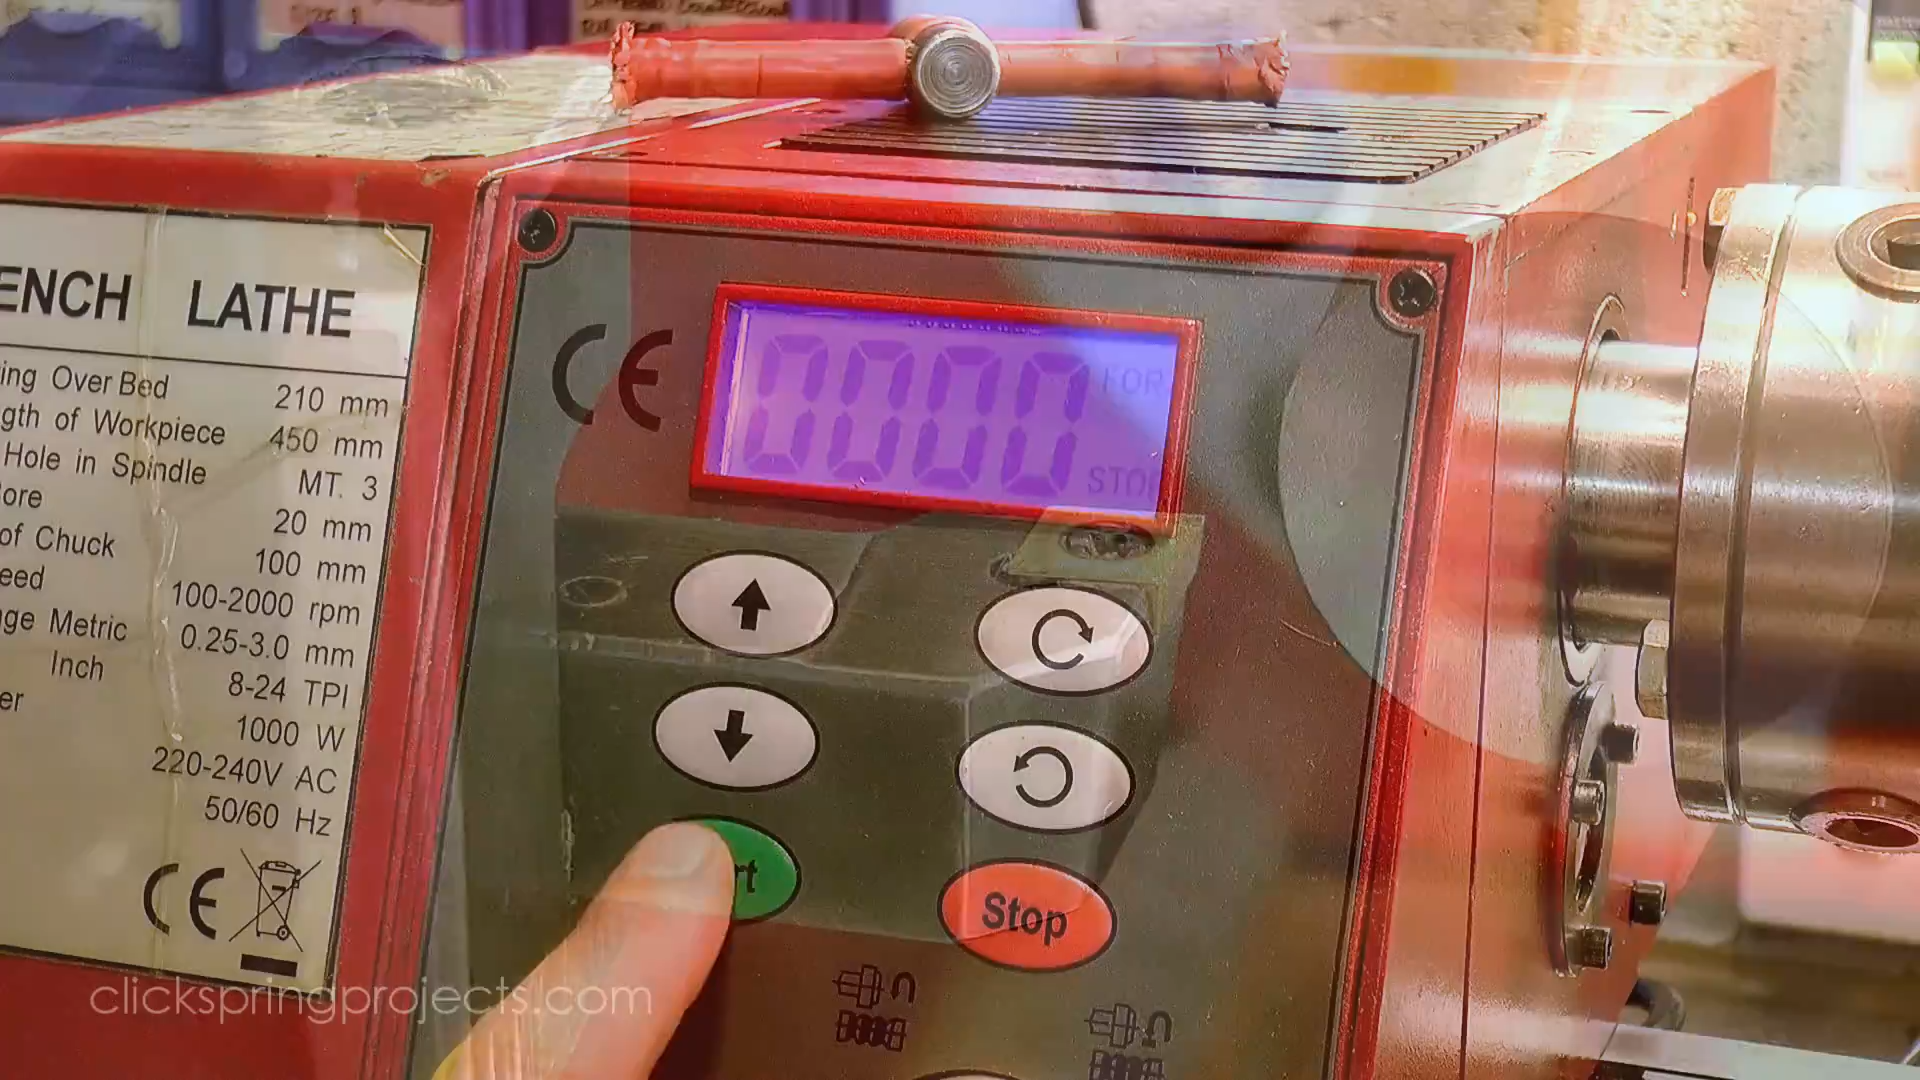 ENCH LATHE
ing Over Bed 210 mm
gth of Workpiece 450 mm
Hole in Spindle MT. 3
ore 20 mm
of Chuck 100 mm
eed 100-2000 rpm
ge Metric 0.25-3.0 mm
Inch 8-24 TPI
er 1000 W
220-240V AC
50/60 Hz
CE
CE
0000 FOR
STOP
rt
Stop
clickspringprojects.com